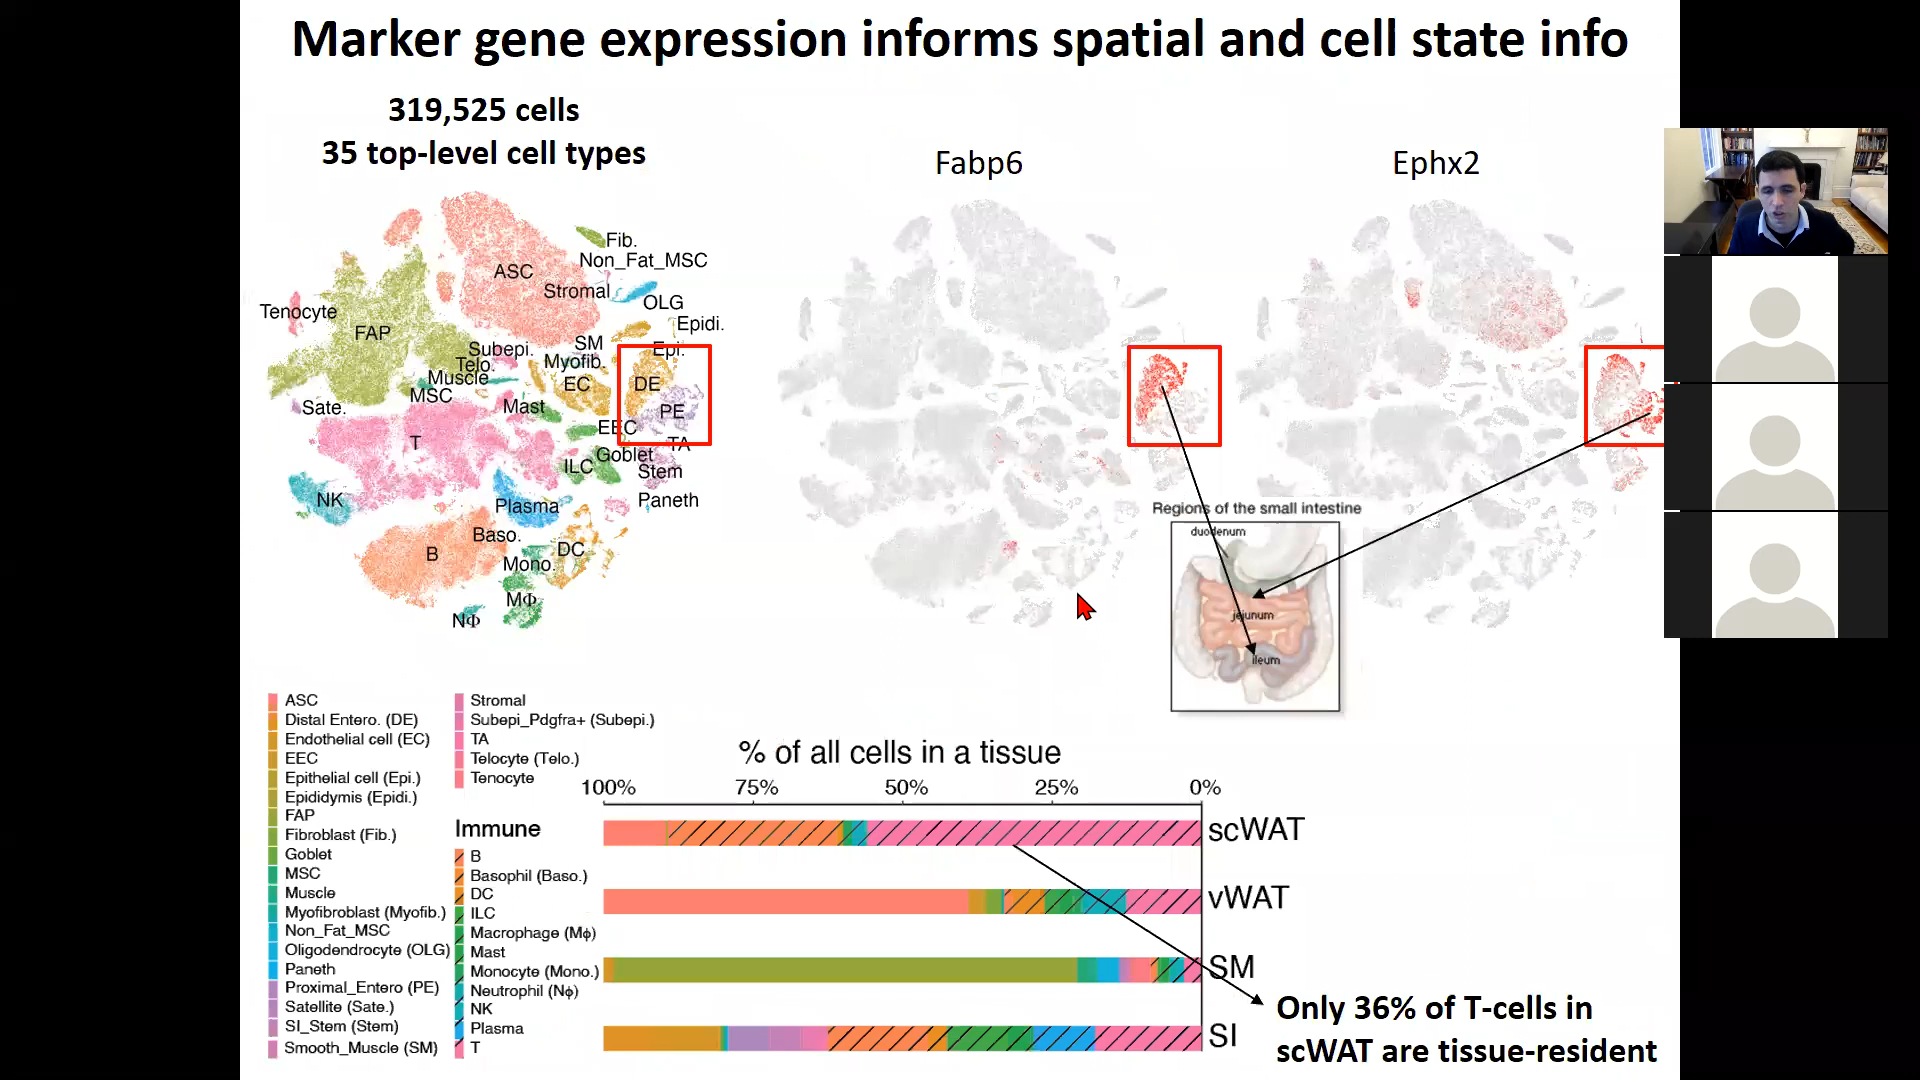 Marker gene expression informs spatial and cell state info
319,525 cells
35 top-level cell types
Fabp6
Ephx2
Fib.
Non_Fat_MSC
ASC
Stromal
OLG
Tenocyte
Epidi.
FAP
SM
Subepi.
Epi.
Telo.
Myofib.
Muscle
EC
DE
MSC
Sate.
Mast
PE
EEC
T
TA
Goblet
ILC
Stem
NK
Plasma
Paneth
Baso.
B
DC
Mono.
MΦ
NΦ
Regions of the small intestine
duodenum
jejunum
ileum
ASC
Distal Entero. (DE)
Endothelial cell (EC)
EEC
Epithelial cell (Epi.)
Epididymis (Epidi.)
FAP
Fibroblast (Fib.)
Goblet
MSC
Muscle
Myofibroblast (Myofib.)
Non_Fat_MSC
Oligodendrocyte (OLG)
Paneth
Proximal_Entero (PE)
Satellite (Sate.)
SI_Stem (Stem)
Smooth_Muscle (SM)
Stromal
Subepi_Pdgfra+ (Subepi.)
TA
Telocyte (Telo.)
Tenocyte
Immune
B
Basophil (Baso.)
DC
ILC
Macrophage (Mφ)
Mast
Monocyte (Mono.)
Neutrophil (Nφ)
NK
Plasma
T
% of all cells in a tissue
100% 75% 50% 25% 0%
scWAT
vWAT
SM
SI
Only 36% of T-cells in
scWAT are tissue-resident